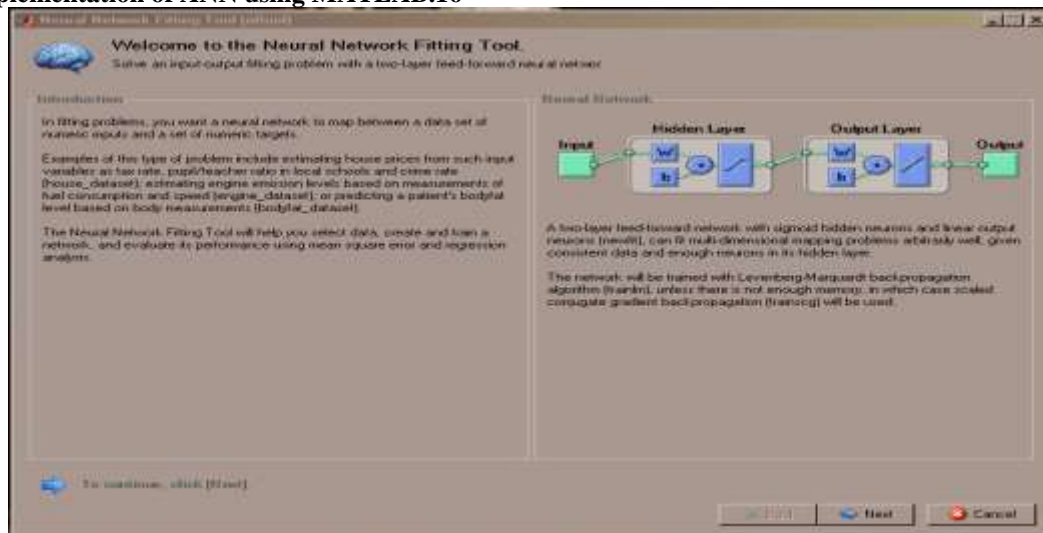 plementation of ANN using MATLAB.16
Neural Network Fitting Tool (nftool)
Welcome to the Neural Network Fitting Tool.
Solve an input-output fitting problem with a two-layer feed-forward neural network.
Introduction
In fitting problems, you want a neural network to map between a data set of
numeric inputs and a set of numeric targets.
Examples of this type of problem include estimating house prices from such input
variables as tax rate, pupil/teacher ratio in local schools and crime rate
(house_dataset); estimating engine emission levels based on measurements of
fuel consumption and speed (engine_dataset); or predicting a patient's bodyfat
level based on body measurements (bodyfat_dataset).
The Neural Network Fitting Tool will help you select data, create and train a
network, and evaluate its performance using mean square error and regression
analysis.
Neural Network
Hidden Layer
Output Layer
Input
Output
W
W
b
b
A two-layer feed-forward network with sigmoid hidden neurons and linear output
neurons (newfit), can fit multi-dimensional mapping problems arbitrarily well, given
consistent data and enough neurons in its hidden layer.
The network will be trained with Levenberg-Marquardt backpropagation
algorithm (trainlm), unless there is not enough memory, in which case scaled
conjugate gradient backpropagation (trainscg) will be used.
To continue, click [Next].
Next
Cancel